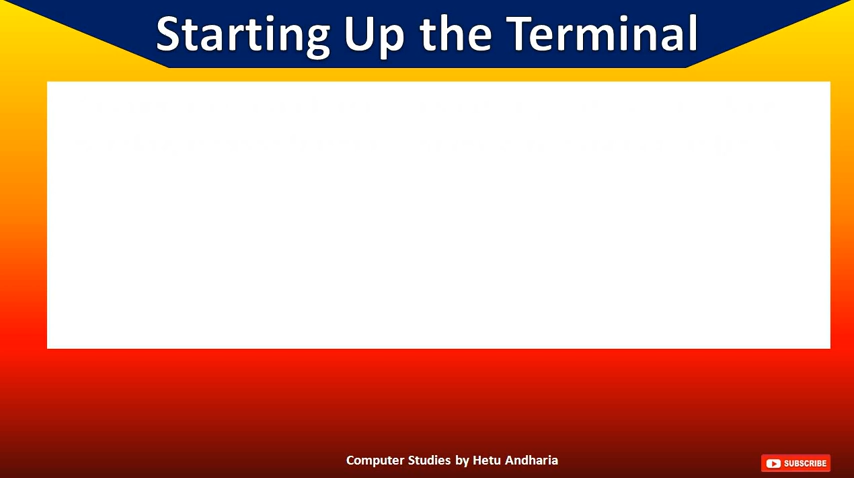 Starting Up the Terminal
Computer Studies by Hetu Andharia
SUBSCRIBE